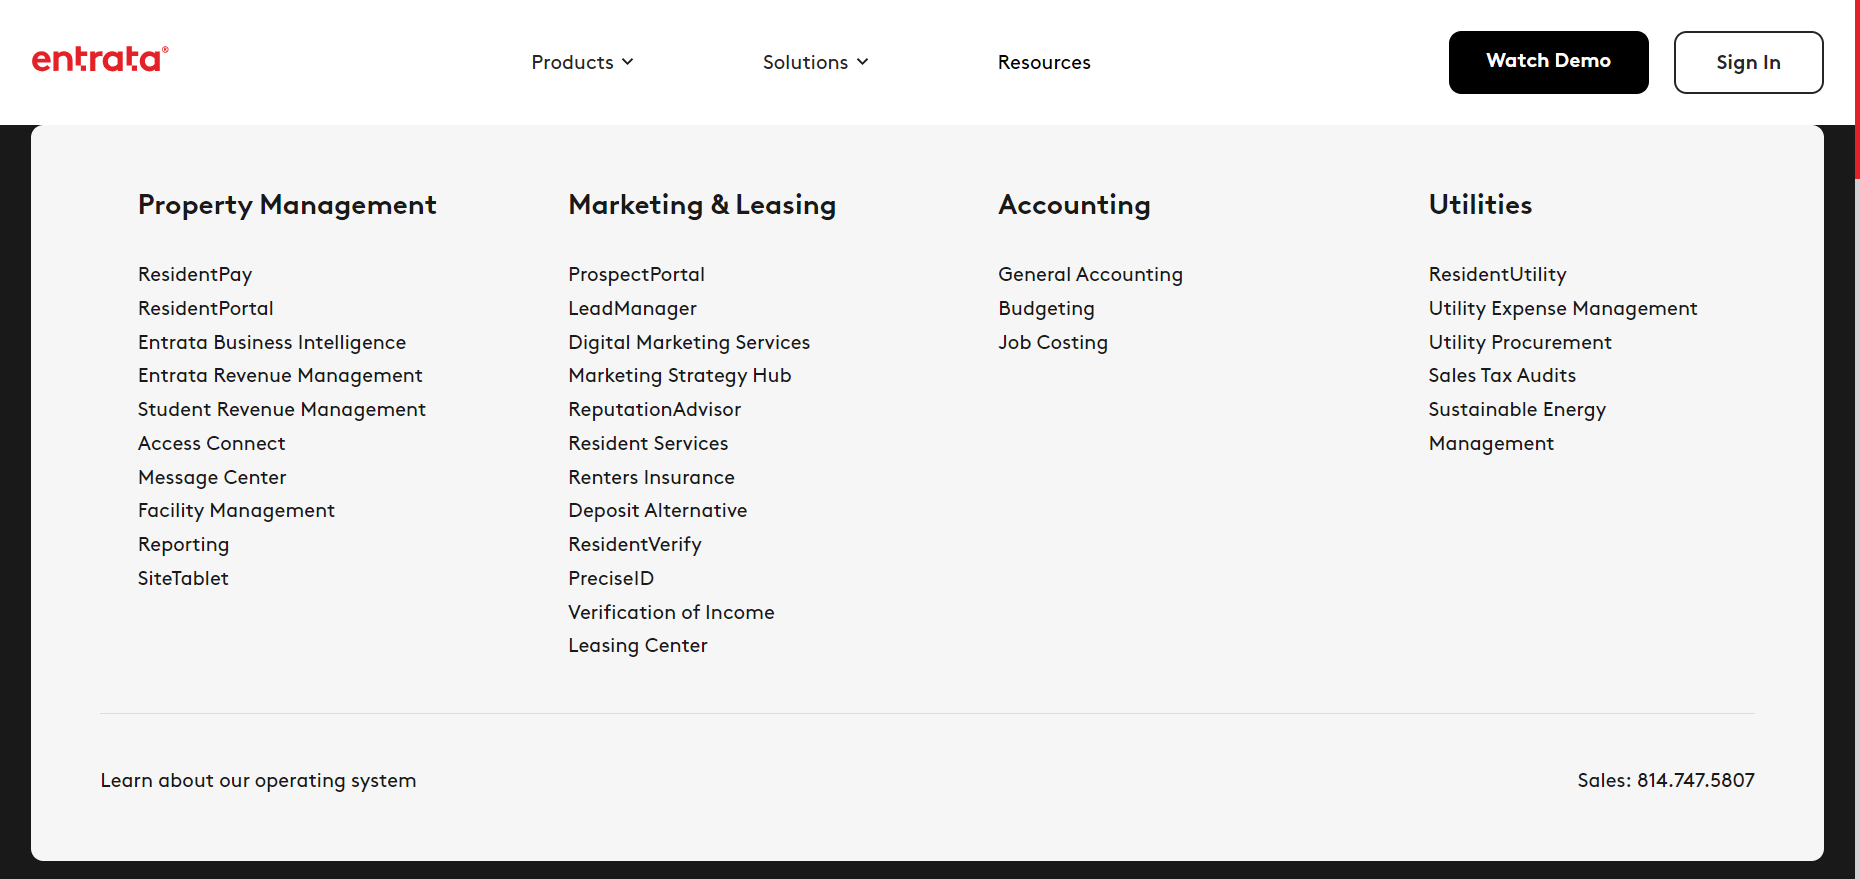 entrata®
Products
Solutions
Resources
Watch Demo
Sign In
Property Management
ResidentPay
ResidentPortal
Entrata Business Intelligence
Entrata Revenue Management
Student Revenue Management
Access Connect
Message Center
Facility Management
Reporting
SiteTablet
Marketing & Leasing
ProspectPortal
LeadManager
Digital Marketing Services
Marketing Strategy Hub
ReputationAdvisor
Resident Services
Renters Insurance
Deposit Alternative
ResidentVerify
PreciseID
Verification of Income
Leasing Center
Accounting
General Accounting
Budgeting
Job Costing
Utilities
ResidentUtility
Utility Expense Management
Utility Procurement
Sales Tax Audits
Sustainable Energy
Management
Learn about our operating system
Sales: 814.747.5807